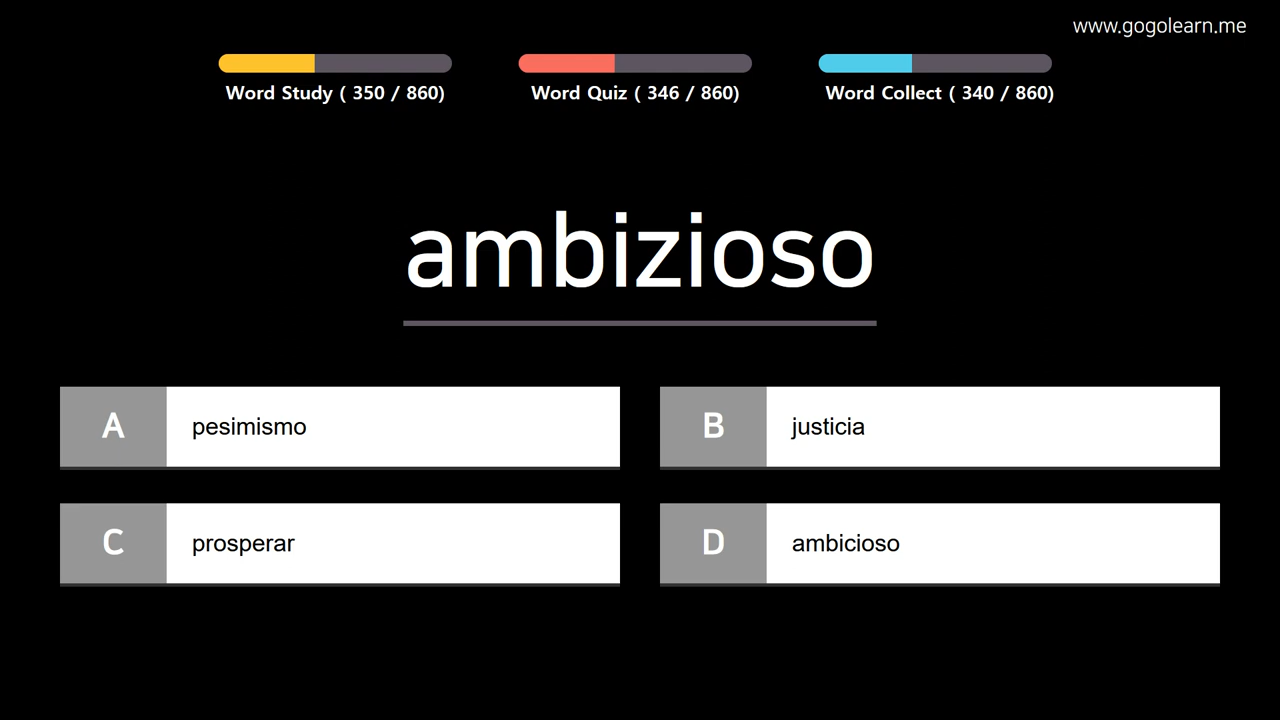 www.gogolearn.me
Word Study ( 350 / 860)
Word Quiz ( 346 / 860)
Word Collect ( 340 / 860)
ambizioso
A pesimismo
B justicia
C prosperar
D ambicioso